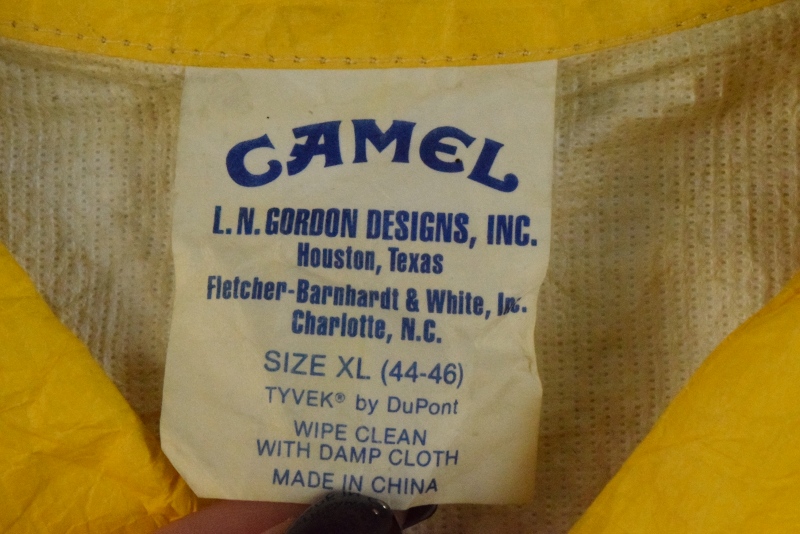 CAMEL
L.N. GORDON DESIGNS, INC.
Houston, Texas
Fletcher-Barnhardt & White, Inc.
Charlotte, N.C.
SIZE XL (44-46)
TYVEK® by DuPont
WIPE CLEAN
WITH DAMP CLOTH
MADE IN CHINA